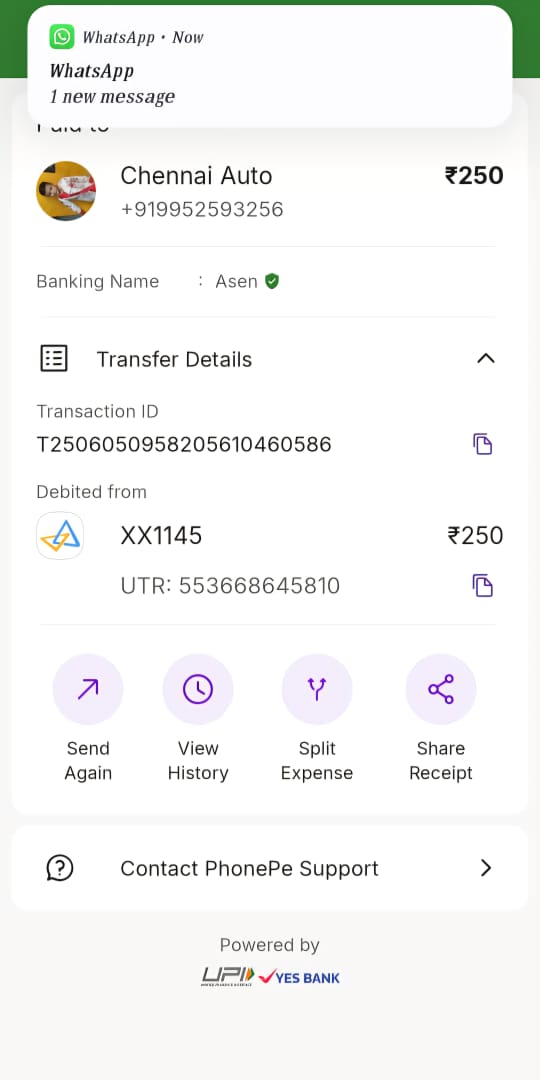 WhatsApp • Now
WhatsApp
1 new message
Paid to
Chennai Auto ₹250
+919952593256
Banking Name : Asen
Transfer Details
Transaction ID
T2506050958205610460586
Debited from
XX1145 ₹250
UTR: 553668645810
Send Again
View History
Split Expense
Share Receipt
Contact PhonePe Support
Powered by
UPI YES BANK